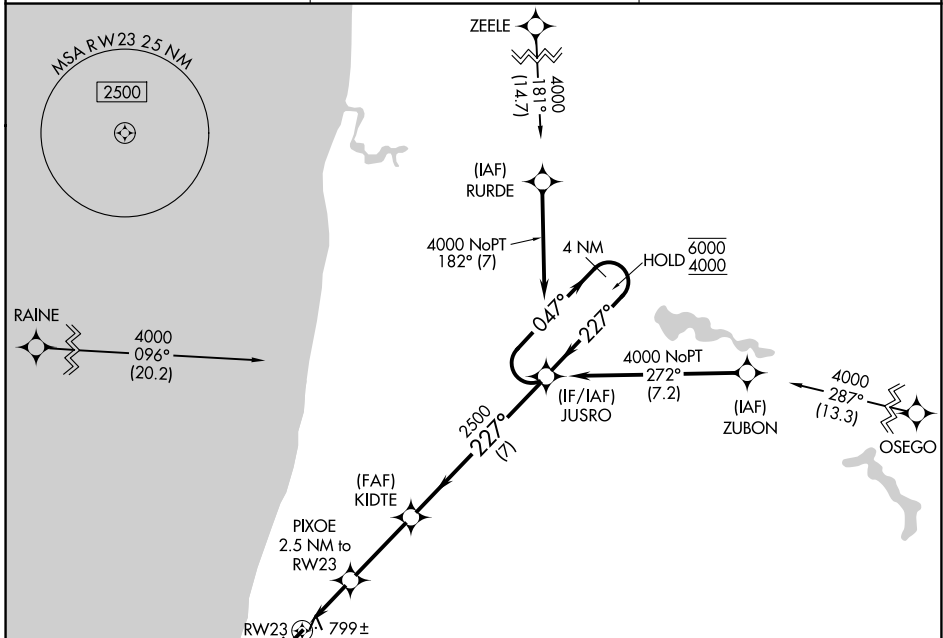 MSA RW23 25 NM
2500
ZEELE
4000
181°
(14.7)
(IAF)
RURDE
4000 NoPT
182° (7)
4 NM
HOLD
6000
4000
047°
227°
RAINE
4000
096°
(20.2)
4000 NoPT
272°
(7.2)
(IF/IAF)
JUSRO
(IAF)
ZUBON
4000
287°
(13.3)
OSEGO
2500
227°
(7)
(FAF)
KIDTE
PIXOE
2.5 NM to
RW23
RW23
799±